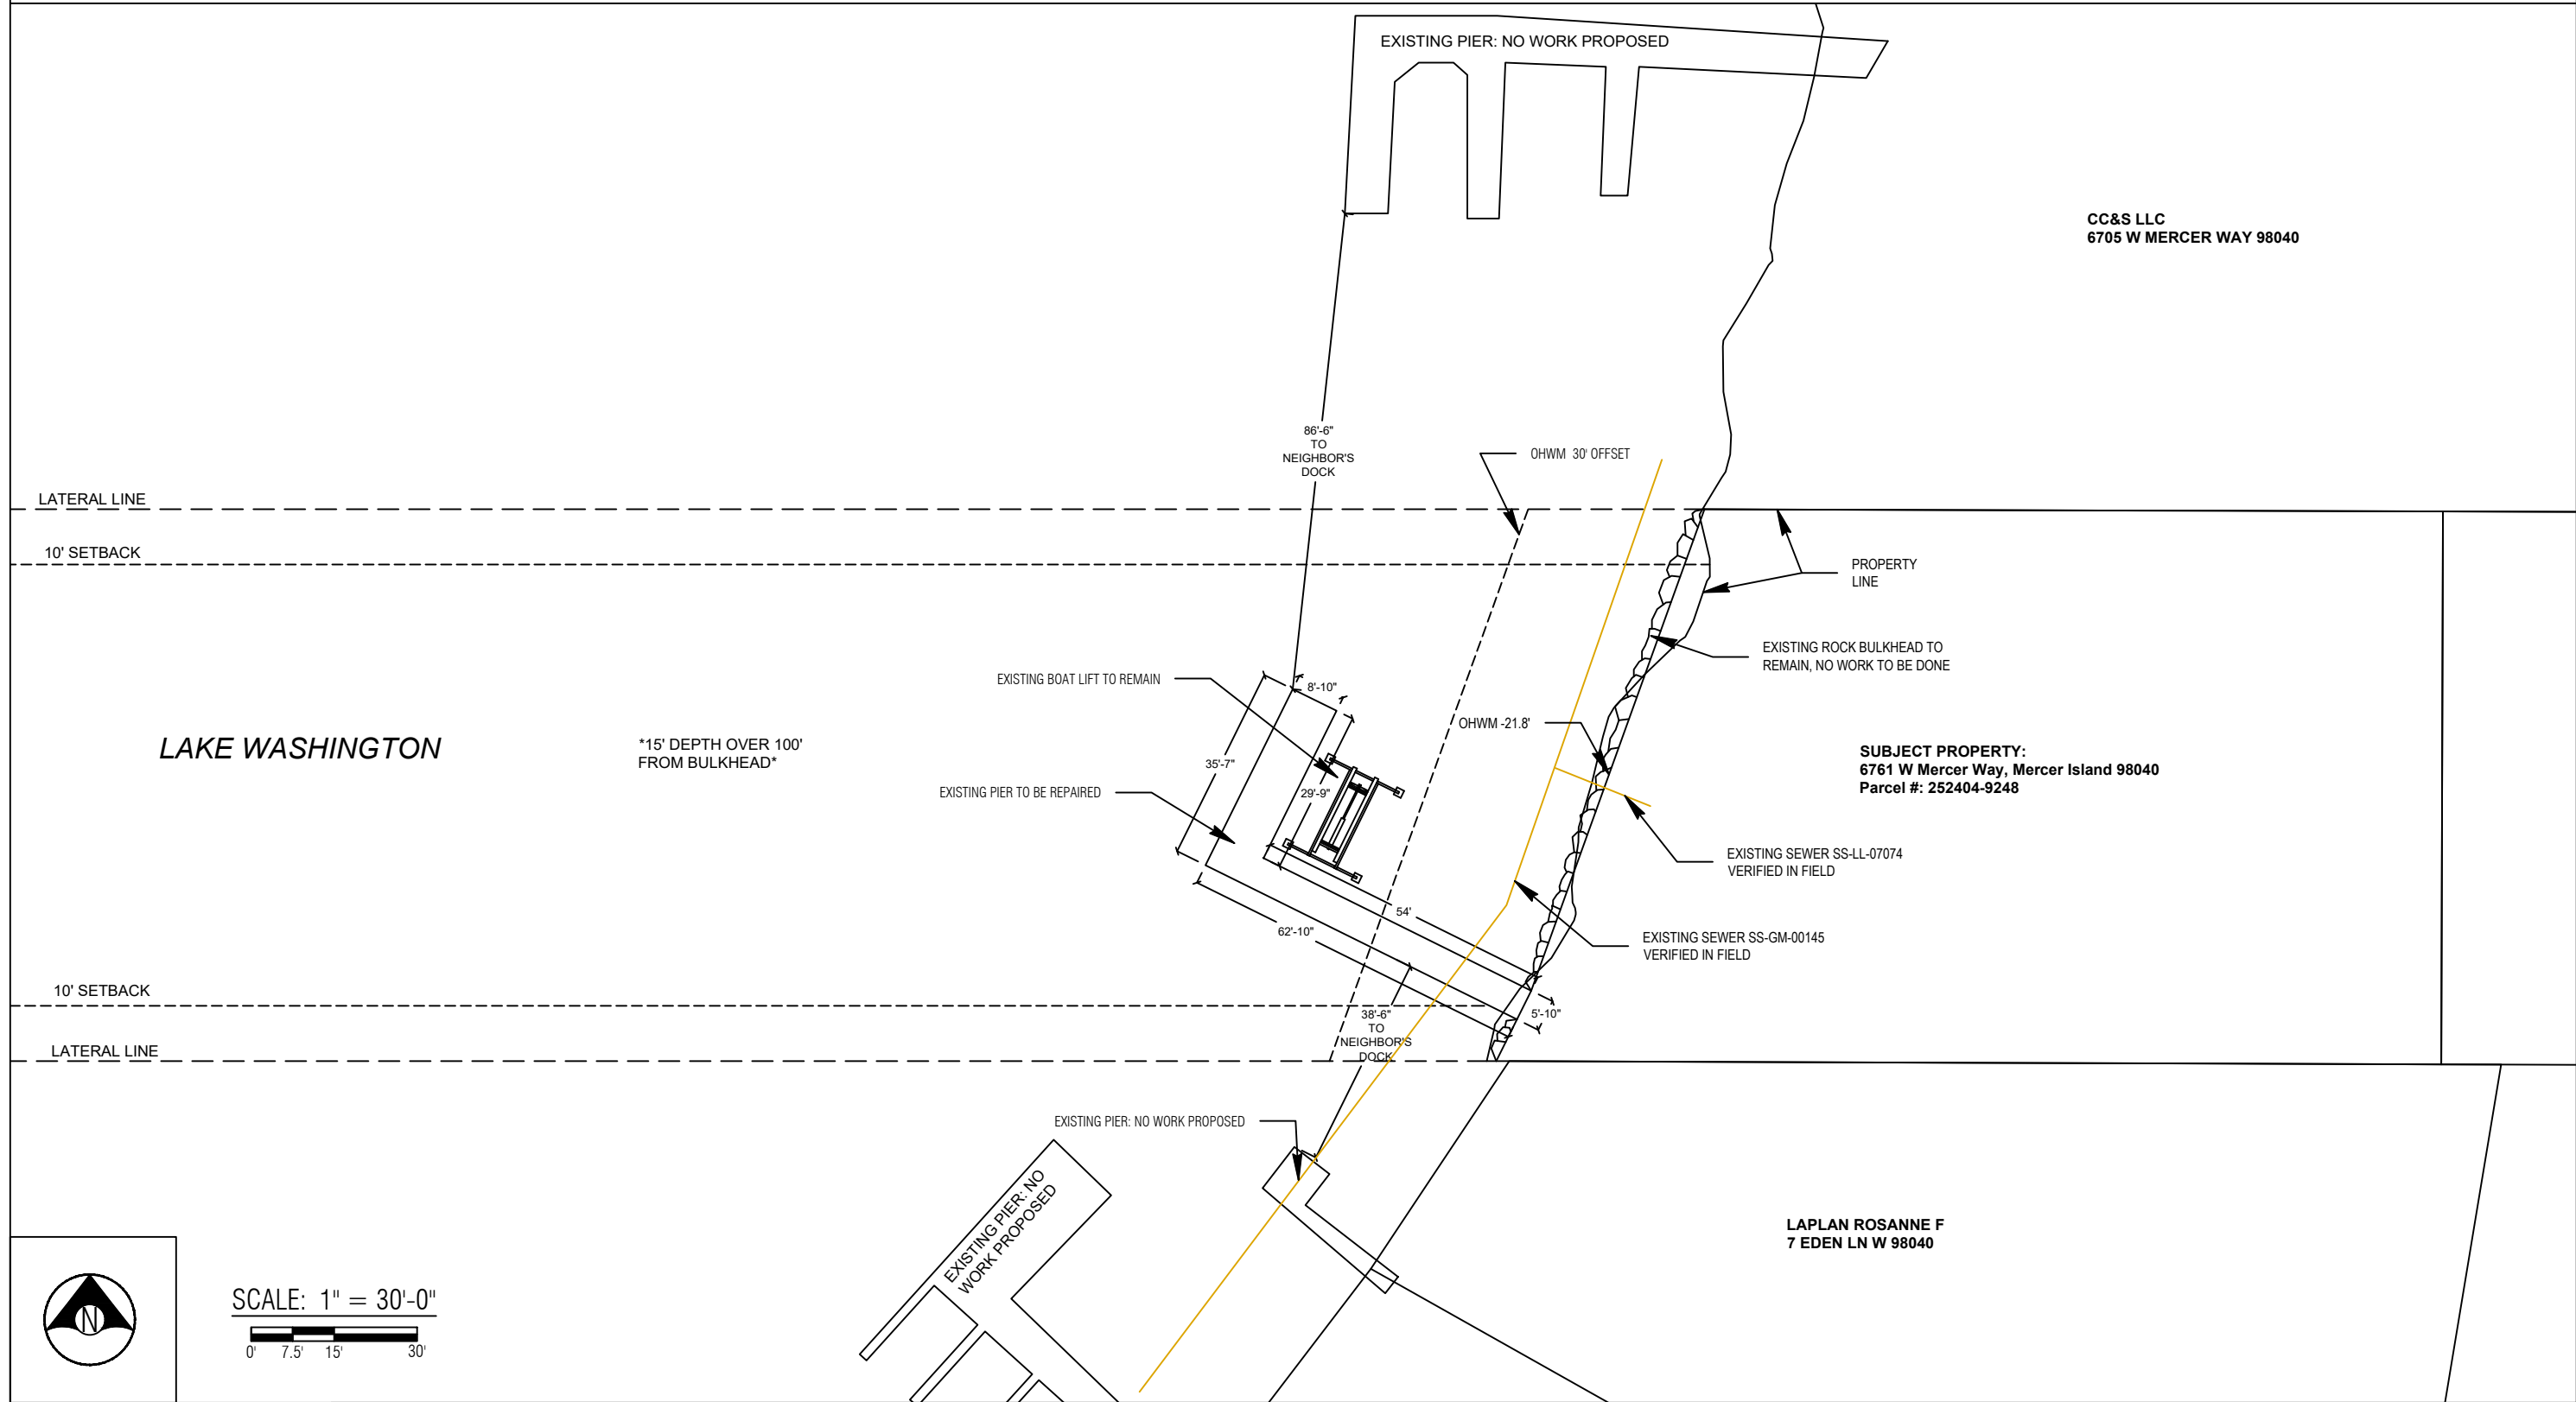 EXISTING PIER: NO WORK PROPOSED
CC&S LLC
6705 W MERCER WAY 98040
86'-6"
TO
NEIGHBOR'S
DOCK
OHWM 30' OFFSET
LATERAL LINE
10' SETBACK
PROPERTY
LINE
EXISTING ROCK BULKHEAD TO
REMAIN, NO WORK TO BE DONE
EXISTING BOAT LIFT TO REMAIN
8'-10"
OHWM -21.8'
LAKE WASHINGTON
*15' DEPTH OVER 100'
FROM BULKHEAD*
35'-7"
29'-9"
SUBJECT PROPERTY:
6761 W Mercer Way, Mercer Island 98040
Parcel #: 252404-9248
EXISTING PIER TO BE REPAIRED
EXISTING SEWER SS-LL-07074
VERIFIED IN FIELD
54'
62'-10"
EXISTING SEWER SS-GM-00145
VERIFIED IN FIELD
10' SETBACK
5'-10"
38'-6"
TO
NEIGHBOR'S
DOCK
LATERAL LINE
EXISTING PIER: NO WORK PROPOSED
EXISTING PIER: NO
WORK PROPOSED
LAPLAN ROSANNE F
7 EDEN LN W 98040
N
SCALE: 1" = 30'-0"
0' 7.5' 15' 30'